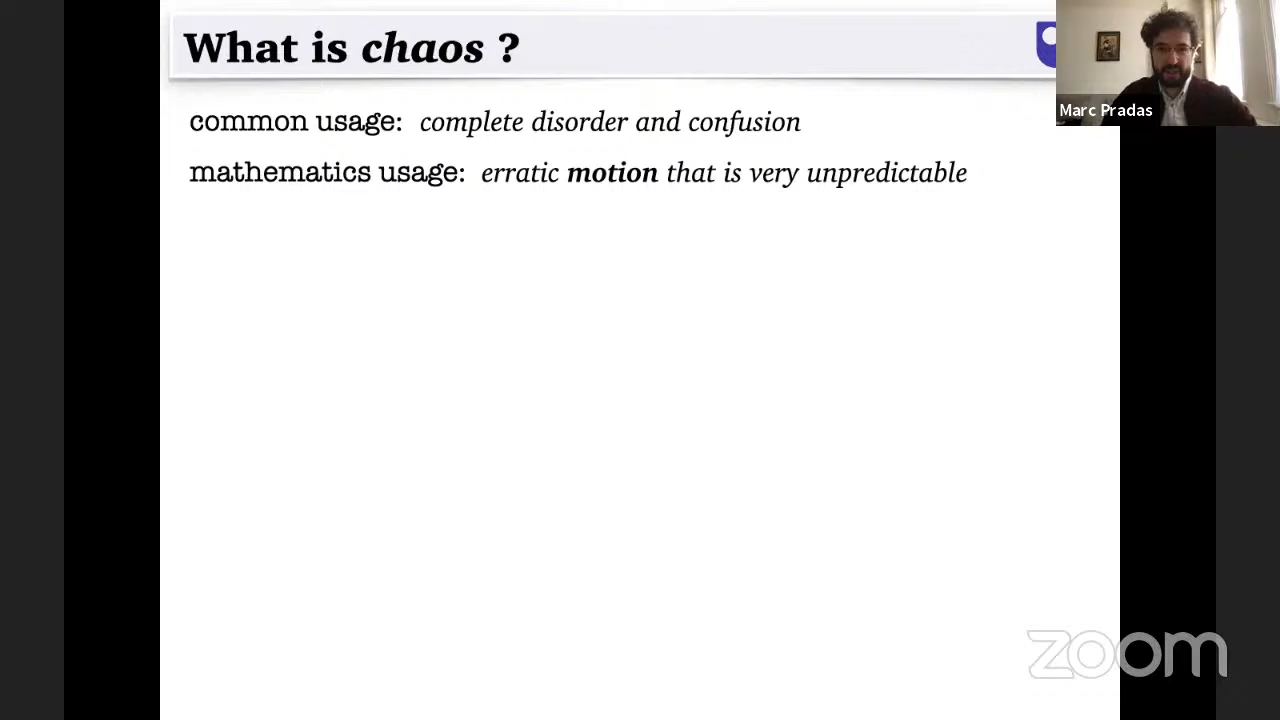 What is chaos ?
Marc Pradas
common usage: complete disorder and confusion
mathematics usage: erratic motion that is very unpredictable
zoom